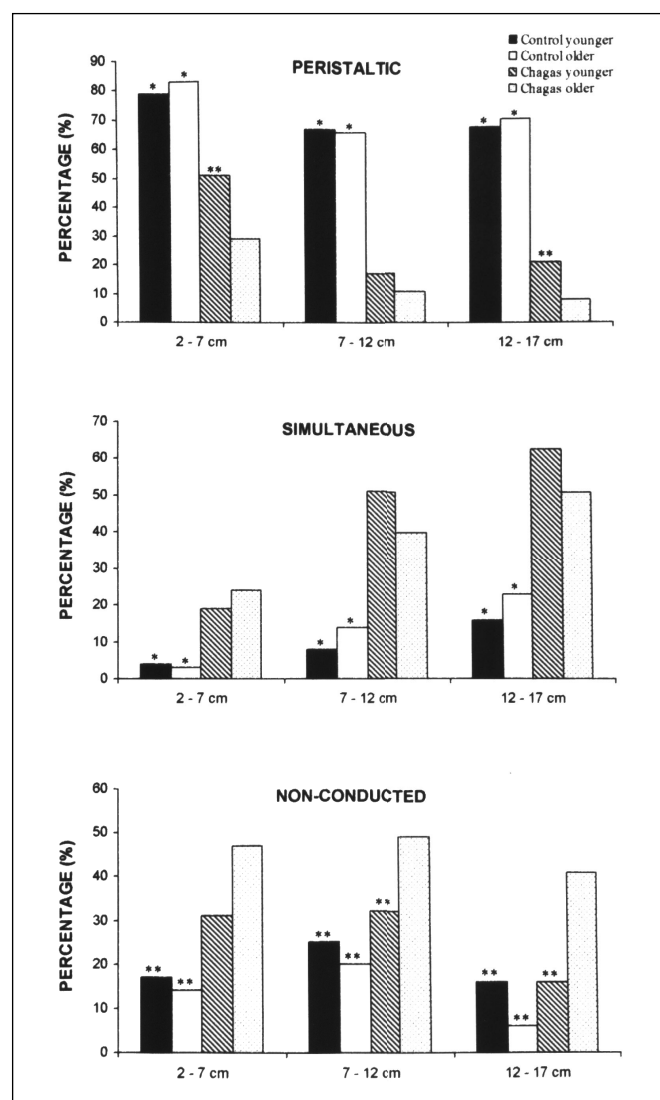 Control younger
Control older
Chagas younger
Chagas older
PERISTALTIC
PERCENTAGE (%)
90
80
70
60
50
40
30
20
10
0
* * ** * * * * **
2 - 7 cm 7 - 12 cm 12 - 17 cm
SIMULTANEOUS
PERCENTAGE (%)
70
60
50
40
30
20
10
0
* * * * * *
2 - 7 cm 7 - 12 cm 12 - 17 cm
NON-CONDUCTED
PERCENTAGE (%)
60
50
40
30
20
10
0
** ** ** ** ** ** ** **
2 - 7 cm 7 - 12 cm 12 - 17 cm